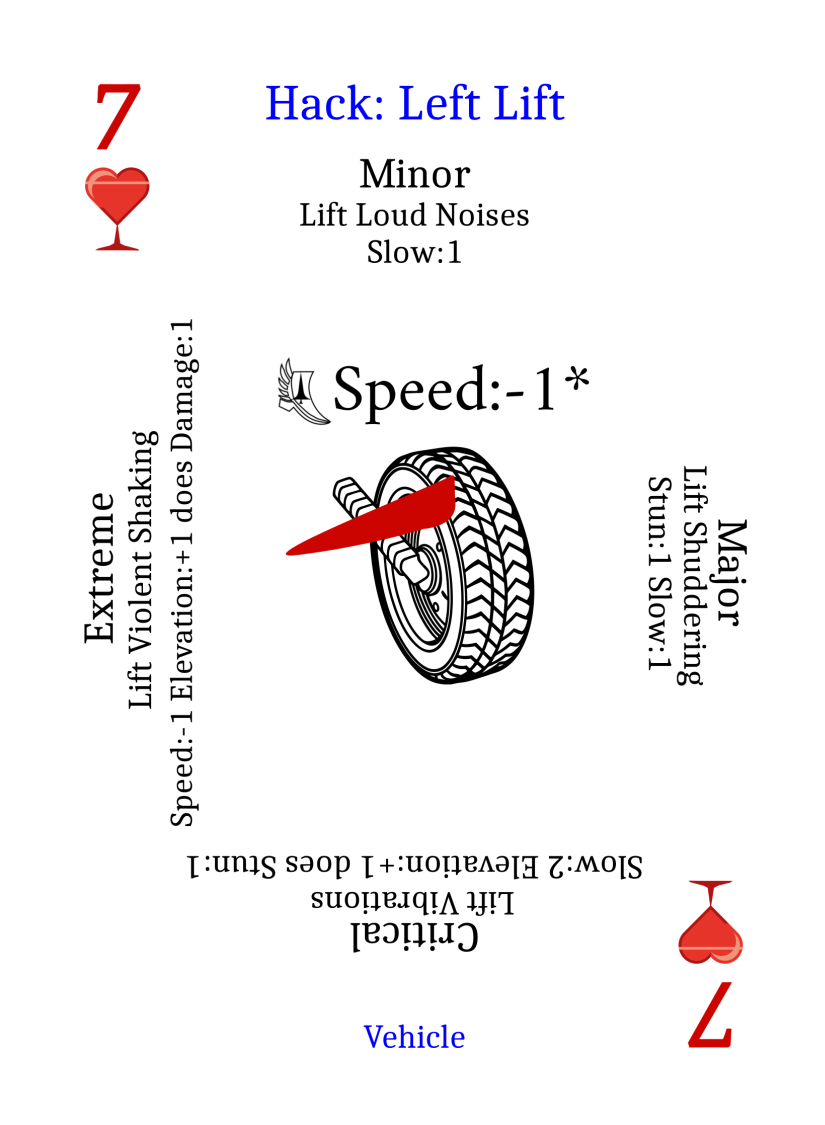 7
Hack: Left Lift
Minor
Lift Loud Noises
Slow:1
Speed:-1*
Extreme
Lift Violent Shaking
Speed:-1 Elevation:+1 does Damage:1
Major
Lift Shuddering
Stun:1 Slow:1
Critical
Lift Vibrations
Slow:2 Elevation:+1 does Stun:1
Vehicle
7